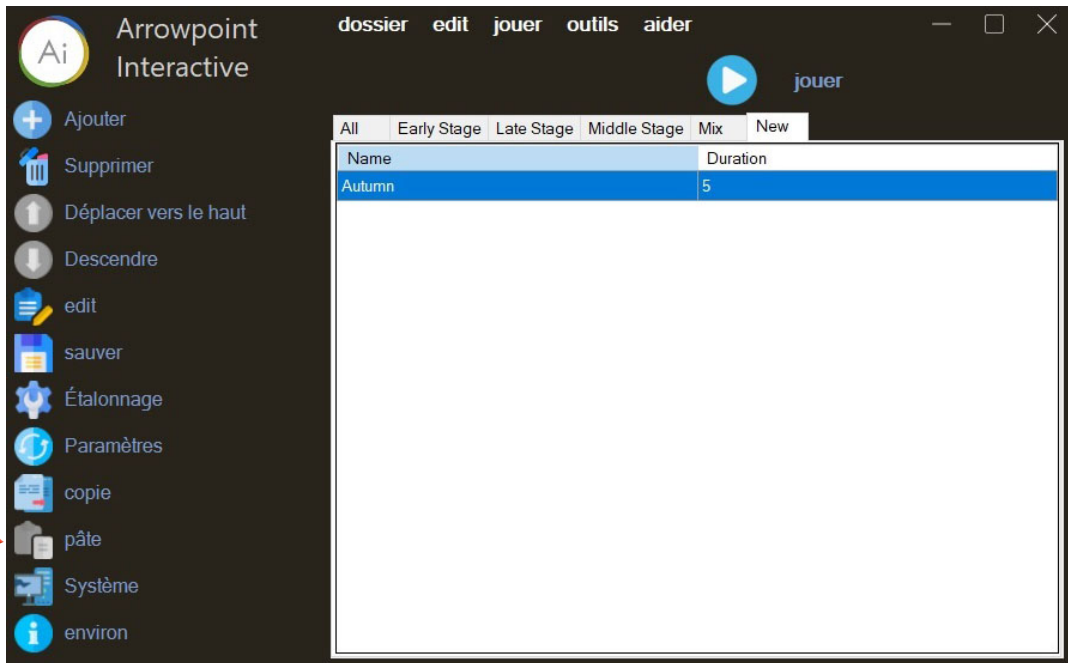 Arrowpoint
Interactive
Ai
dossier edit jouer outils aider
jouer
Ajouter
Supprimer
Déplacer vers le haut
Descendre
edit
sauver
Étalonnage
Paramètres
copie
pâte
Système
environ
All Early Stage Late Stage Middle Stage Mix New
Name Duration
Autumn 5